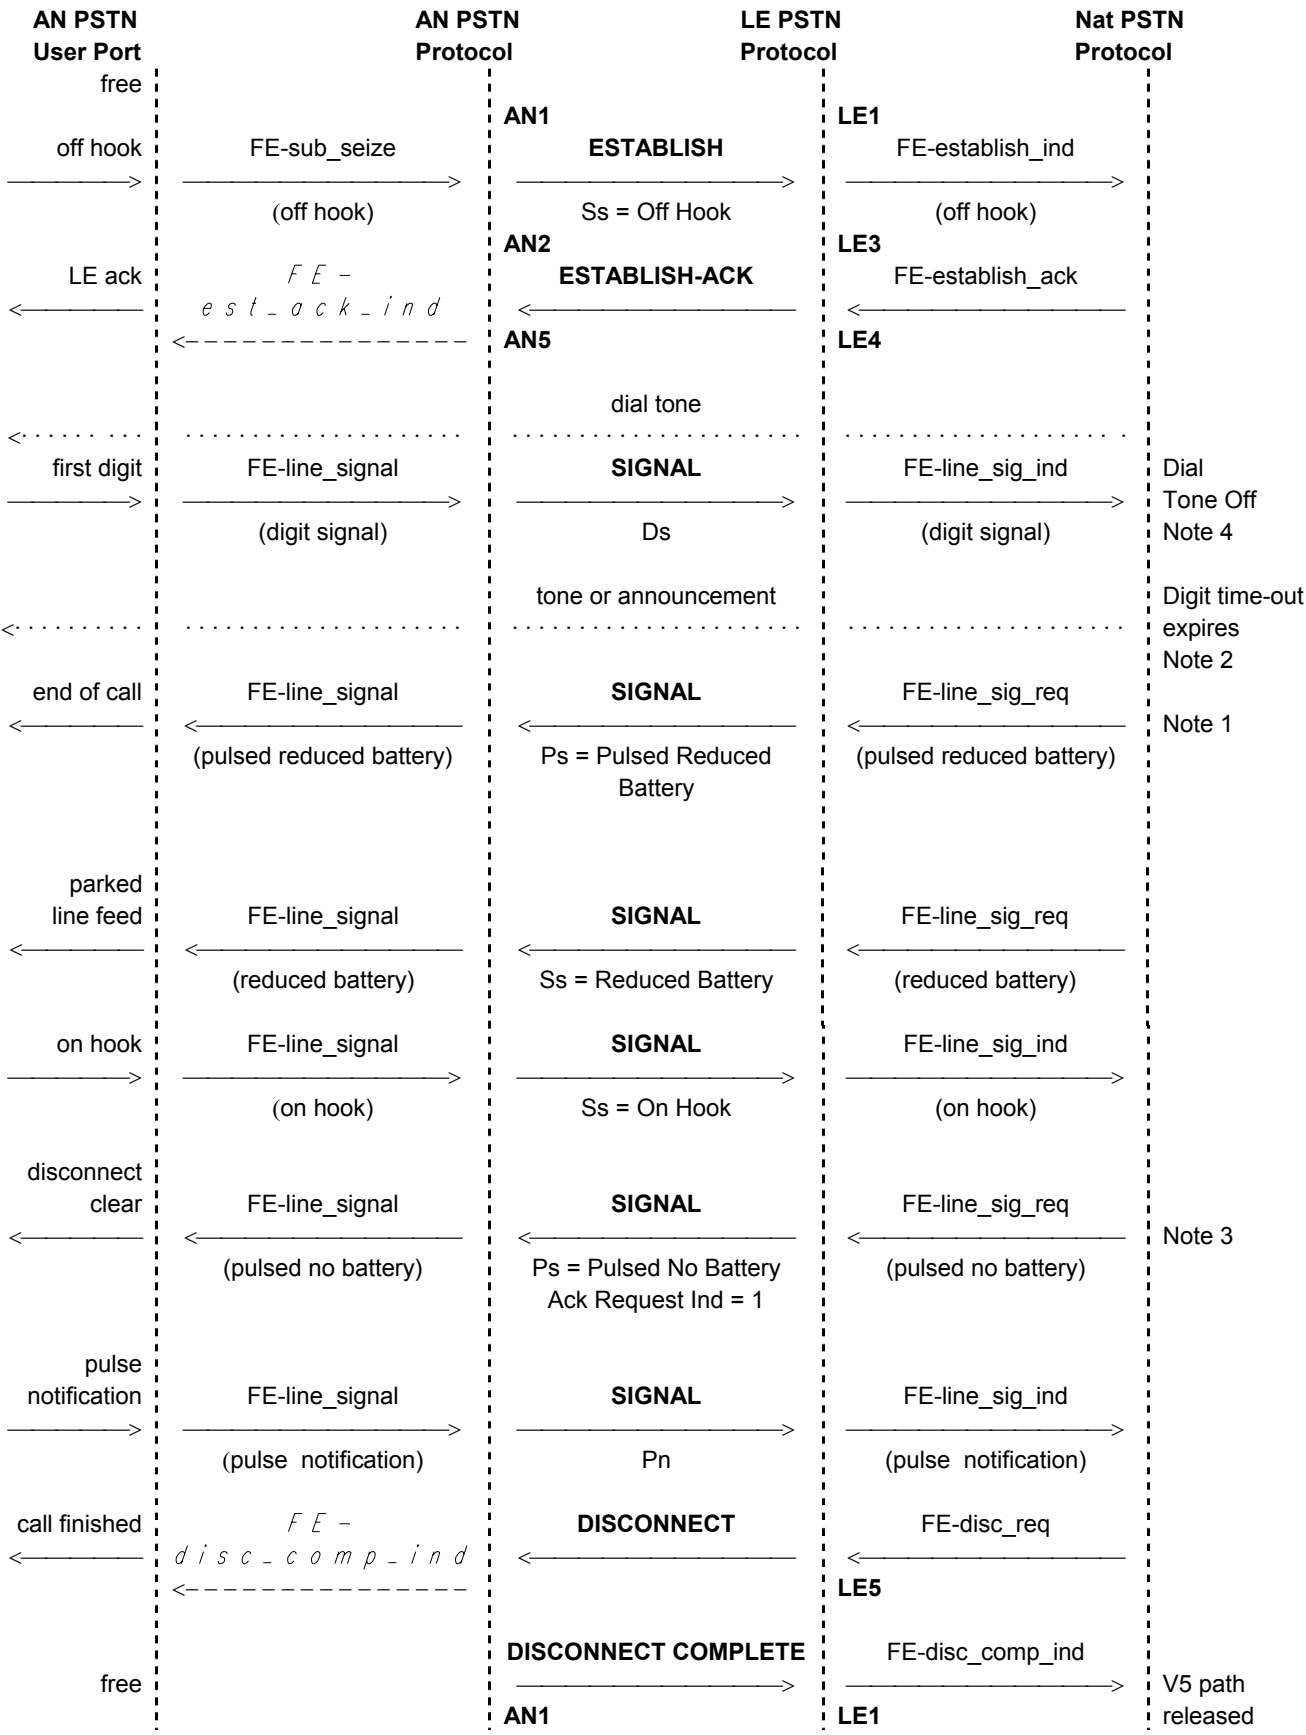 AN PSTN AN PSTN LE PSTN Nat PSTN
User Port Protocol Protocol Protocol
free
AN1 LE1
off hook FE-sub_seize ESTABLISH FE-establish_ind
(off hook) Ss = Off Hook (off hook)
AN2 LE3
LE ack FE- ESTABLISH-ACK FE-establish_ack
est_ack_ind
AN5 LE4
dial tone
first digit FE-line_signal SIGNAL FE-line_sig_ind Dial
Tone Off
(digit signal) Ds (digit signal) Note 4
tone or announcement Digit time-out
expires
Note 2
end of call FE-line_signal SIGNAL FE-line_sig_req
Note 1
(pulsed reduced battery) Ps = Pulsed Reduced (pulsed reduced battery)
Battery
parked
line feed FE-line_signal SIGNAL FE-line_sig_req
(reduced battery) Ss = Reduced Battery (reduced battery)
on hook FE-line_signal SIGNAL FE-line_sig_ind
(on hook) Ss = On Hook (on hook)
disconnect
clear FE-line_signal SIGNAL FE-line_sig_req
Note 3
(pulsed no battery) Ps = Pulsed No Battery (pulsed no battery)
Ack Request Ind = 1
pulse
notification FE-line_signal SIGNAL FE-line_sig_ind
(pulse notification) Pn (pulse notification)
call finished FE- DISCONNECT FE-disc_req
disc_comp_ind
LE5
DISCONNECT COMPLETE FE-disc_comp_ind
free V5 path
AN1 LE1 released